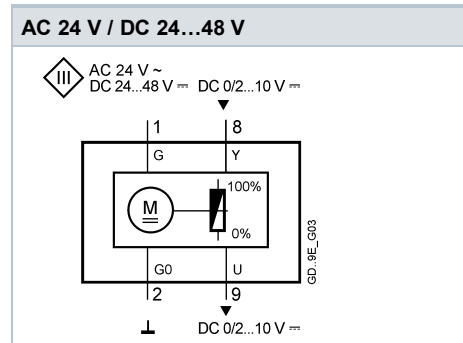 AC 24 V / DC 24...48 V
III AC 24 V ~
DC 24...48 V ⎓ DC 0/2...10 V ⎓
1 8
G Y
100%
M
0%
G0 U
2 9
DC 0/2...10 V ⎓
GD..9E_G03